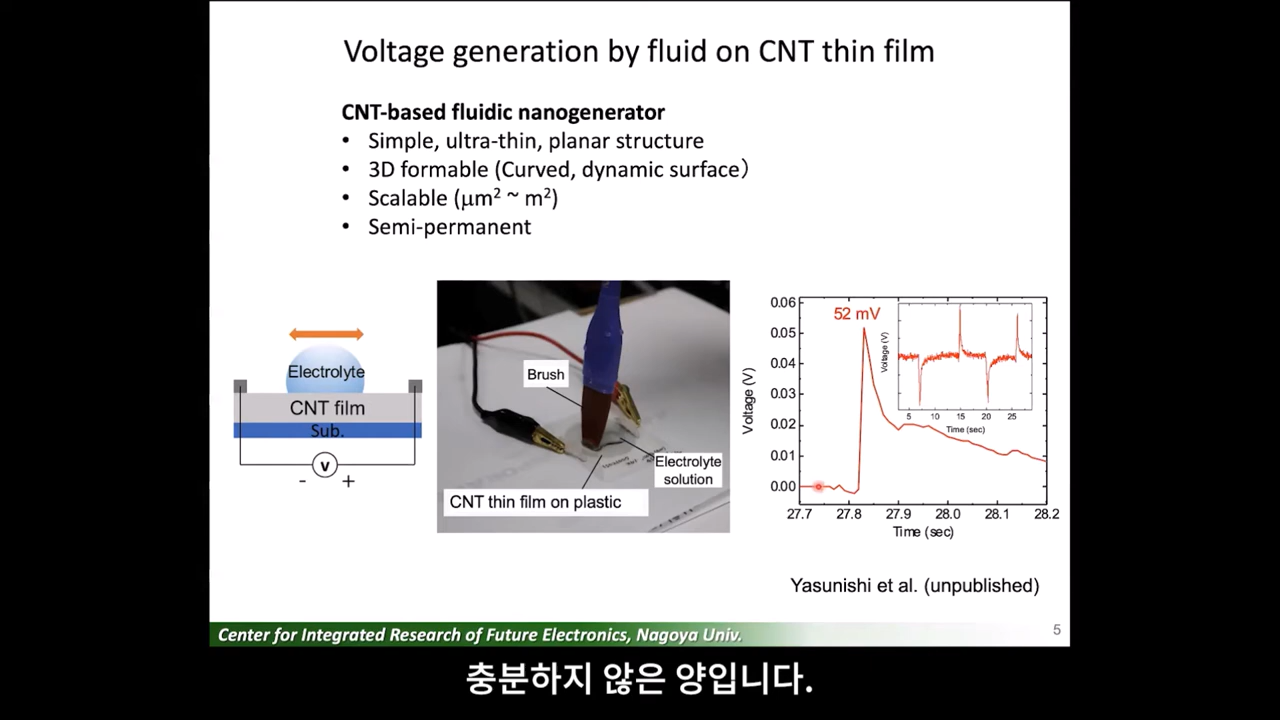 Voltage generation by fluid on CNT thin film
CNT-based fluidic nanogenerator
• Simple, ultra-thin, planar structure
• 3D formable (Curved, dynamic surface）
• Scalable (μm² ~ m²)
• Semi-permanent
Electrolyte
CNT film
Sub.
V
- +
Brush
Electrolyte
solution
CNT thin film on plastic
52 mV
0.06
0.05
0.04
0.03
0.02
0.01
0.00
Voltage (V)
27.7 27.8 27.9 28.0 28.1 28.2
Time (sec)
Voltage (V)
5 10 15 20 25
Time (sec)
Yasunishi et al. (unpublished)
Center for Integrated Research of Future Electronics, Nagoya Univ.
5
충분하지 않은 양입니다.